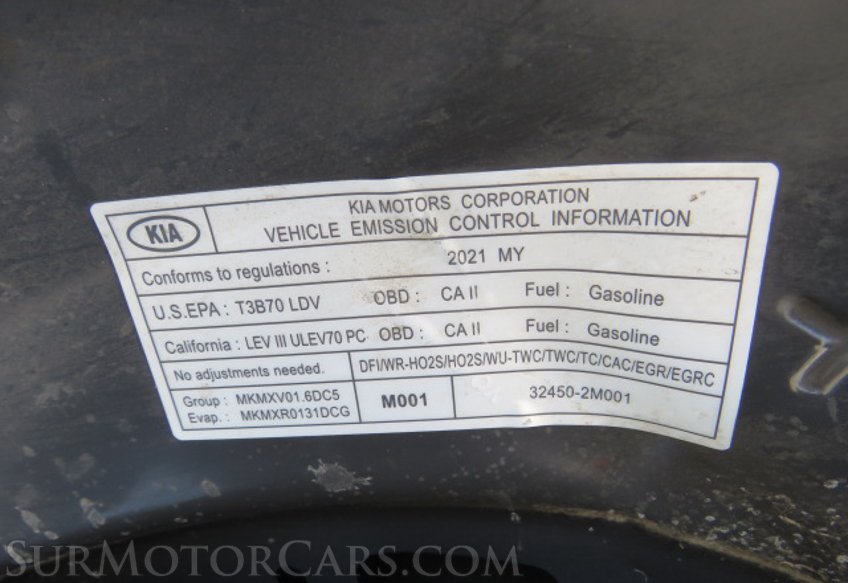 KIA
KIA MOTORS CORPORATION
VEHICLE EMISSION CONTROL INFORMATION
Conforms to regulations : 2021 MY
U.S.EPA : T3B70 LDV OBD : CA II Fuel : Gasoline
California : LEV III ULEV70 PC OBD : CA II Fuel : Gasoline
No adjustments needed. DFI/WR-HO2S/HO2S/WU-TWC/TWC/TC/CAC/EGR/EGRC
Group : MKMXV01.6DC5
Evap. : MKMXR0131DCG
M001
32450-2M001
SURMOTORCARS.COM